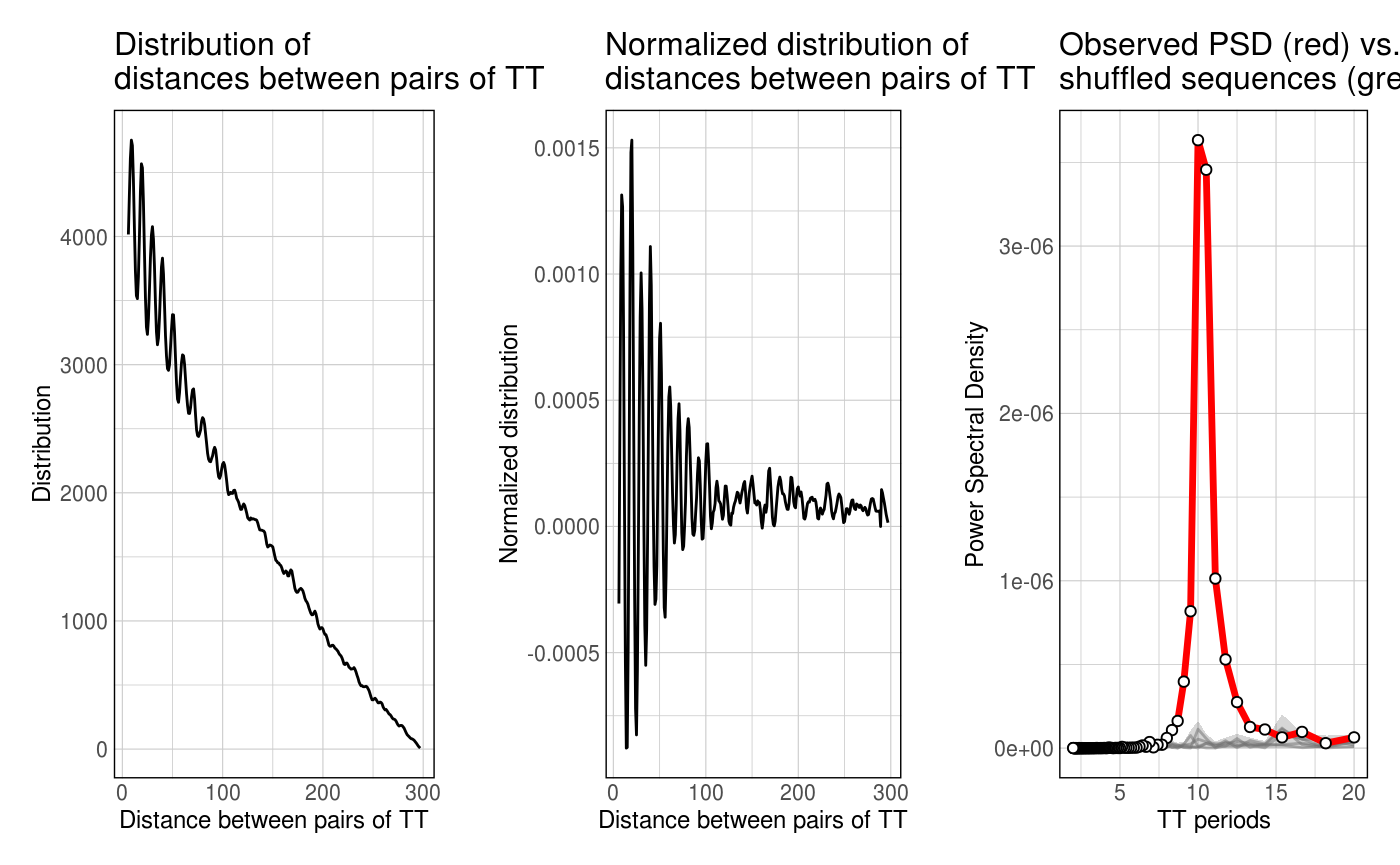 Distribution of
distances between pairs of TT
4000
3000
2000
1000
0
0 100 200 300
Distribution
Distance between pairs of TT
Normalized distribution of
distances between pairs of TT
0.0015
0.0010
0.0005
0.0000
-0.0005
0 100 200 300
Normalized distribution
Distance between pairs of TT
Observed PSD (red) vs.
shuffled sequences (gre
3e-06
2e-06
1e-06
0e+00
5 10 15 20
Power Spectral Density
TT periods